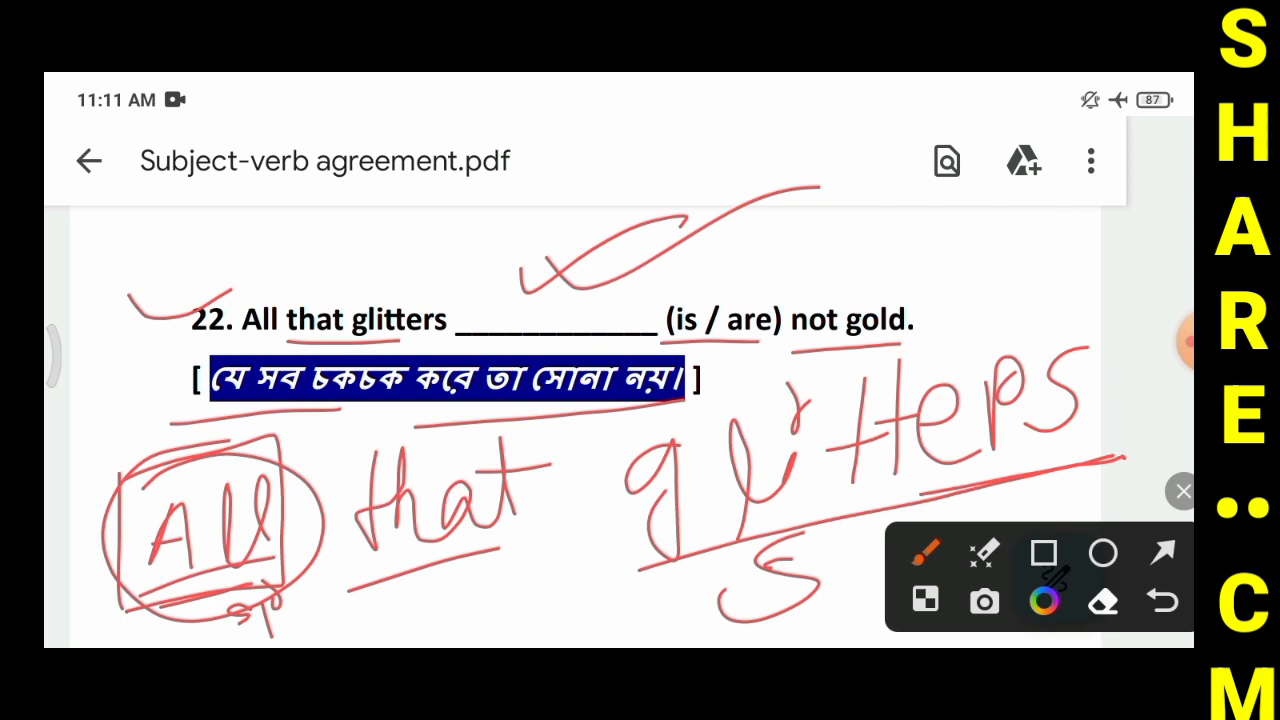 11:11 AM 87
Subject-verb agreement.pdf
22. All that glitters ____________ (is / are) not gold.
[ যে সব চকচক করে তা সোনা নয়। ]
All that glitters
S
S
H
A
R
E
..
C
M